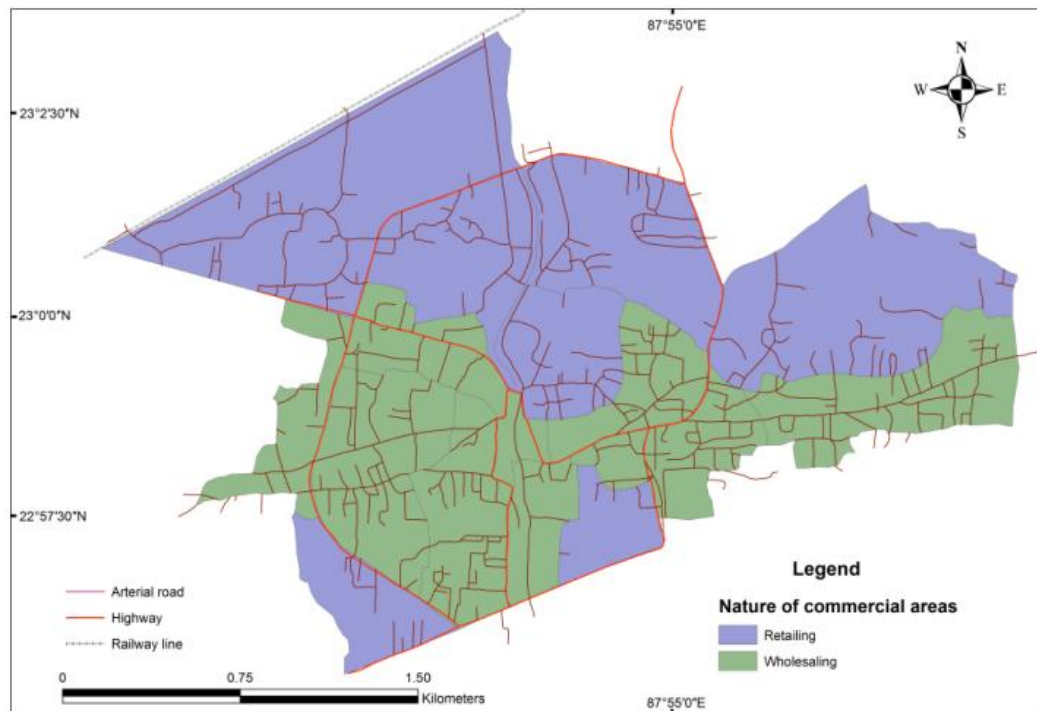 87°55'0"E
N
W E
S
23°2'30"N
23°0'0"N
22°57'30"N
Legend
Nature of commercial areas
Retailing
Wholesaling
Arterial road
Highway
Railway line
0 0.75 1.50
Kilometers
87°55'0"E